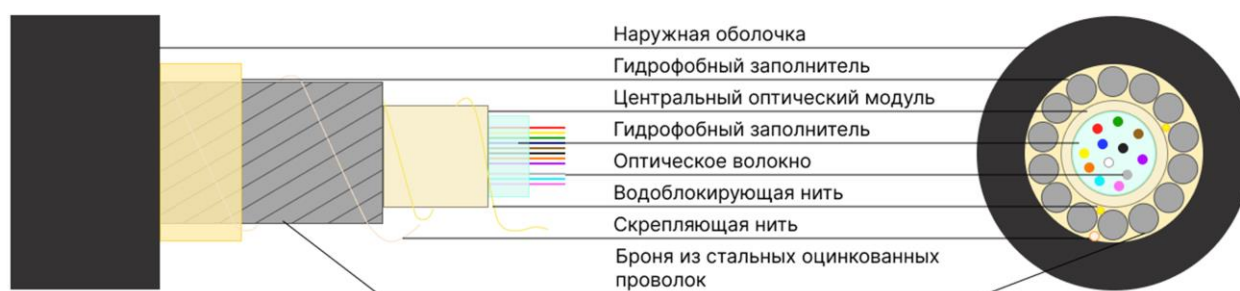 Наружная оболочка
Гидрофобный заполнитель
Центральный оптический модуль
Гидрофобный заполнитель
Оптическое волокно
Водоблокирующая нить
Скрепляющая нить
Броня из стальных оцинкованных
проволок